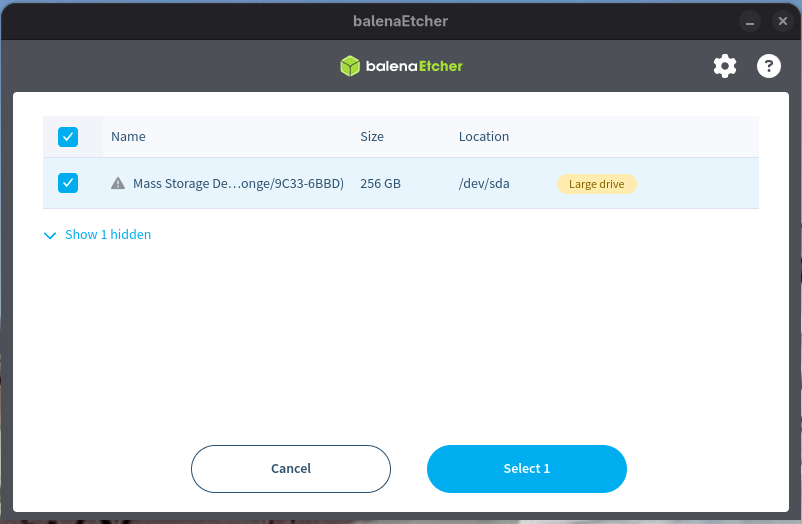 balenaEtcher
balenaEtcher
Name Size Location
Mass Storage De...onge/9C33-6BBD) 256 GB /dev/sda Large drive
Show 1 hidden
Cancel Select 1